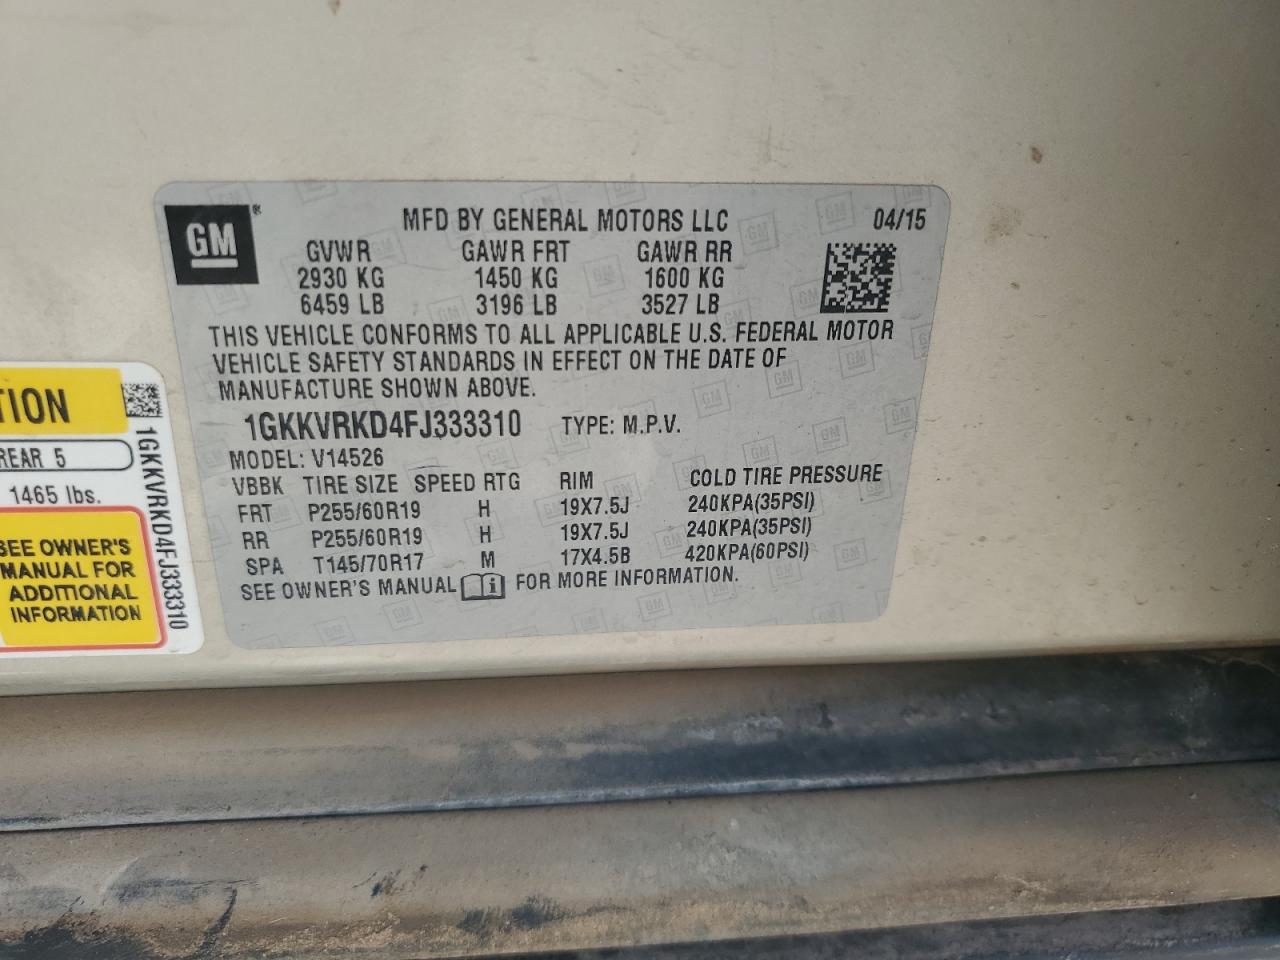 GM®
MFD BY GENERAL MOTORS LLC 04/15
GVWR GAWR FRT GAWR RR
2930 KG 1450 KG 1600 KG
6459 LB 3196 LB 3527 LB
THIS VEHICLE CONFORMS TO ALL APPLICABLE U.S. FEDERAL MOTOR
VEHICLE SAFETY STANDARDS IN EFFECT ON THE DATE OF
MANUFACTURE SHOWN ABOVE.
1GKKVRKD4FJ333310 TYPE: M.P.V.
MODEL: V14526
VBBK TIRE SIZE SPEED RTG RIM COLD TIRE PRESSURE
FRT P255/60R19 H 19X7.5J 240KPA(35PSI)
RR P255/60R19 H 19X7.5J 240KPA(35PSI)
SPA T145/70R17 M 17X4.5B 420KPA(60PSI)
SEE OWNER'S MANUAL FOR MORE INFORMATION.
TION
REAR 5
1465 lbs.
SEE OWNER'S
MANUAL FOR
ADDITIONAL
INFORMATION
1GKKVRKD4FJ333310